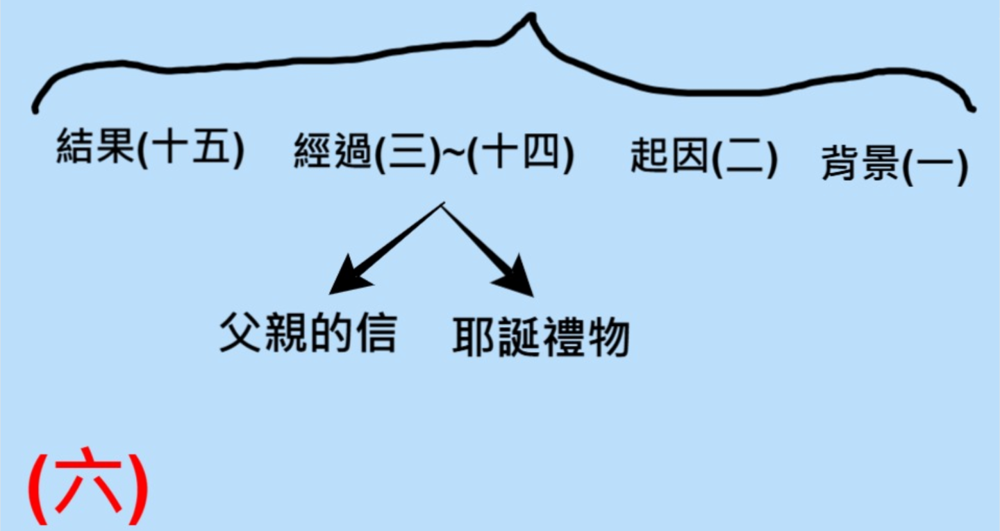 背景(一)
起因(二)
經過(三)~(十四)
結果(十五)
耶誕禮物
父親的信
(六)